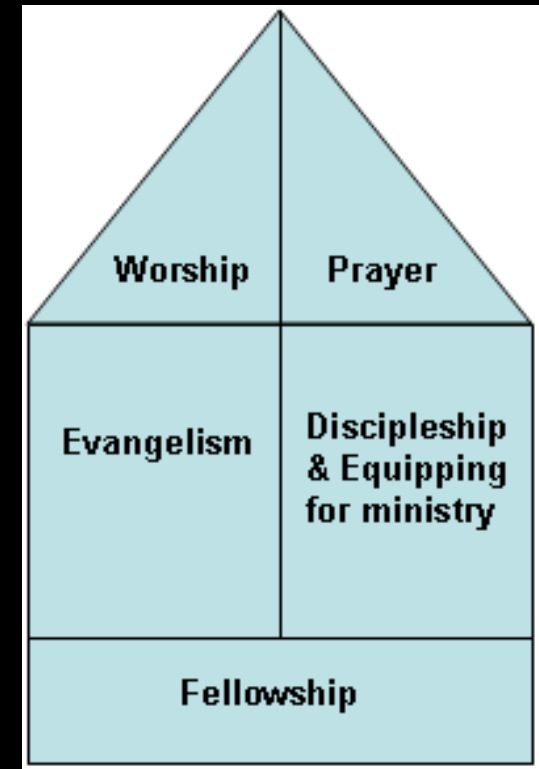 Worship
Prayer
Evangelism
Discipleship
& Equipping
for ministry
Fellowship